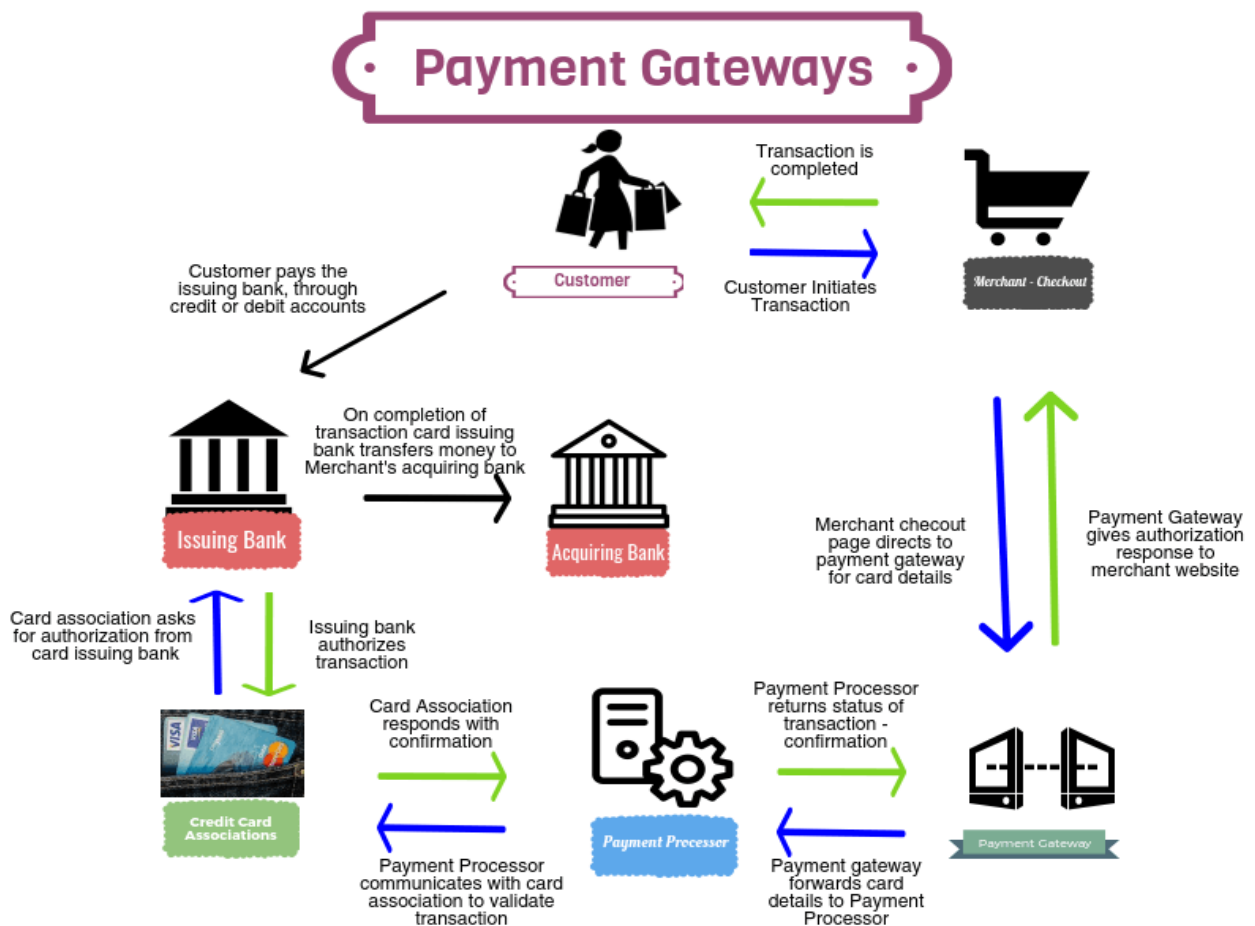 Payment Gateways
Transaction is
completed
Customer
Customer Initiates
Transaction
Merchant - Checkout
Customer pays the
issuing bank, through
credit or debit accounts
On completion of
transaction card issuing
bank transfers money to
Merchant's acquiring bank
Issuing Bank
Acquiring Bank
Merchant checout
page directs to
payment gateway
for card details
Payment Gateway
gives authorization
response to
merchant website
Card association asks
for authorization from
card issuing bank
Issuing bank
authorizes
transaction
VISA
VISA
Credit Card
Associations
Card Association
responds with
confirmation
Payment Processor
communicates with card
association to validate
transaction
Payment Processor
Payment Processor
returns status of
transaction -
confirmation
Payment gateway
forwards card
details to Payment
Processor
Payment Gateway